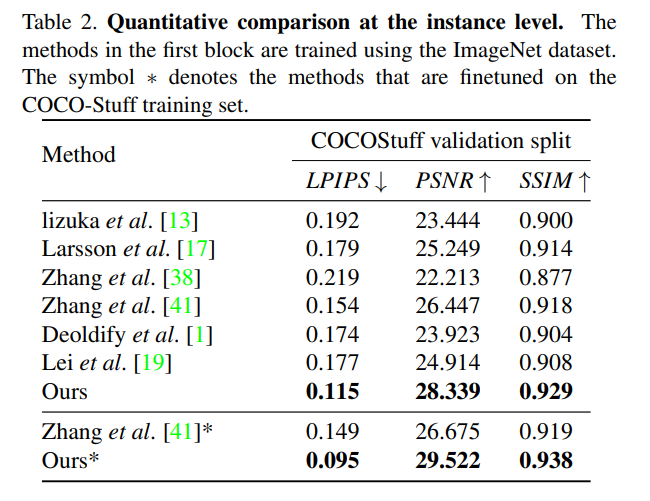 Table 2. Quantitative comparison at the instance level. The
methods in the first block are trained using the ImageNet dataset.
The symbol ∗ denotes the methods that are finetuned on the
COCO-Stuff training set.
Method COCOStuff validation split
LPIPS ↓ PSNR ↑ SSIM ↑
Iizuka et al. [13] 0.192 23.444 0.900
Larsson et al. [17] 0.179 25.249 0.914
Zhang et al. [38] 0.219 22.213 0.877
Zhang et al. [41] 0.154 26.447 0.918
Deoldify et al. [1] 0.174 23.923 0.904
Lei et al. [19] 0.177 24.914 0.908
Ours 0.115 28.339 0.929
Zhang et al. [41]* 0.149 26.675 0.919
Ours* 0.095 29.522 0.938